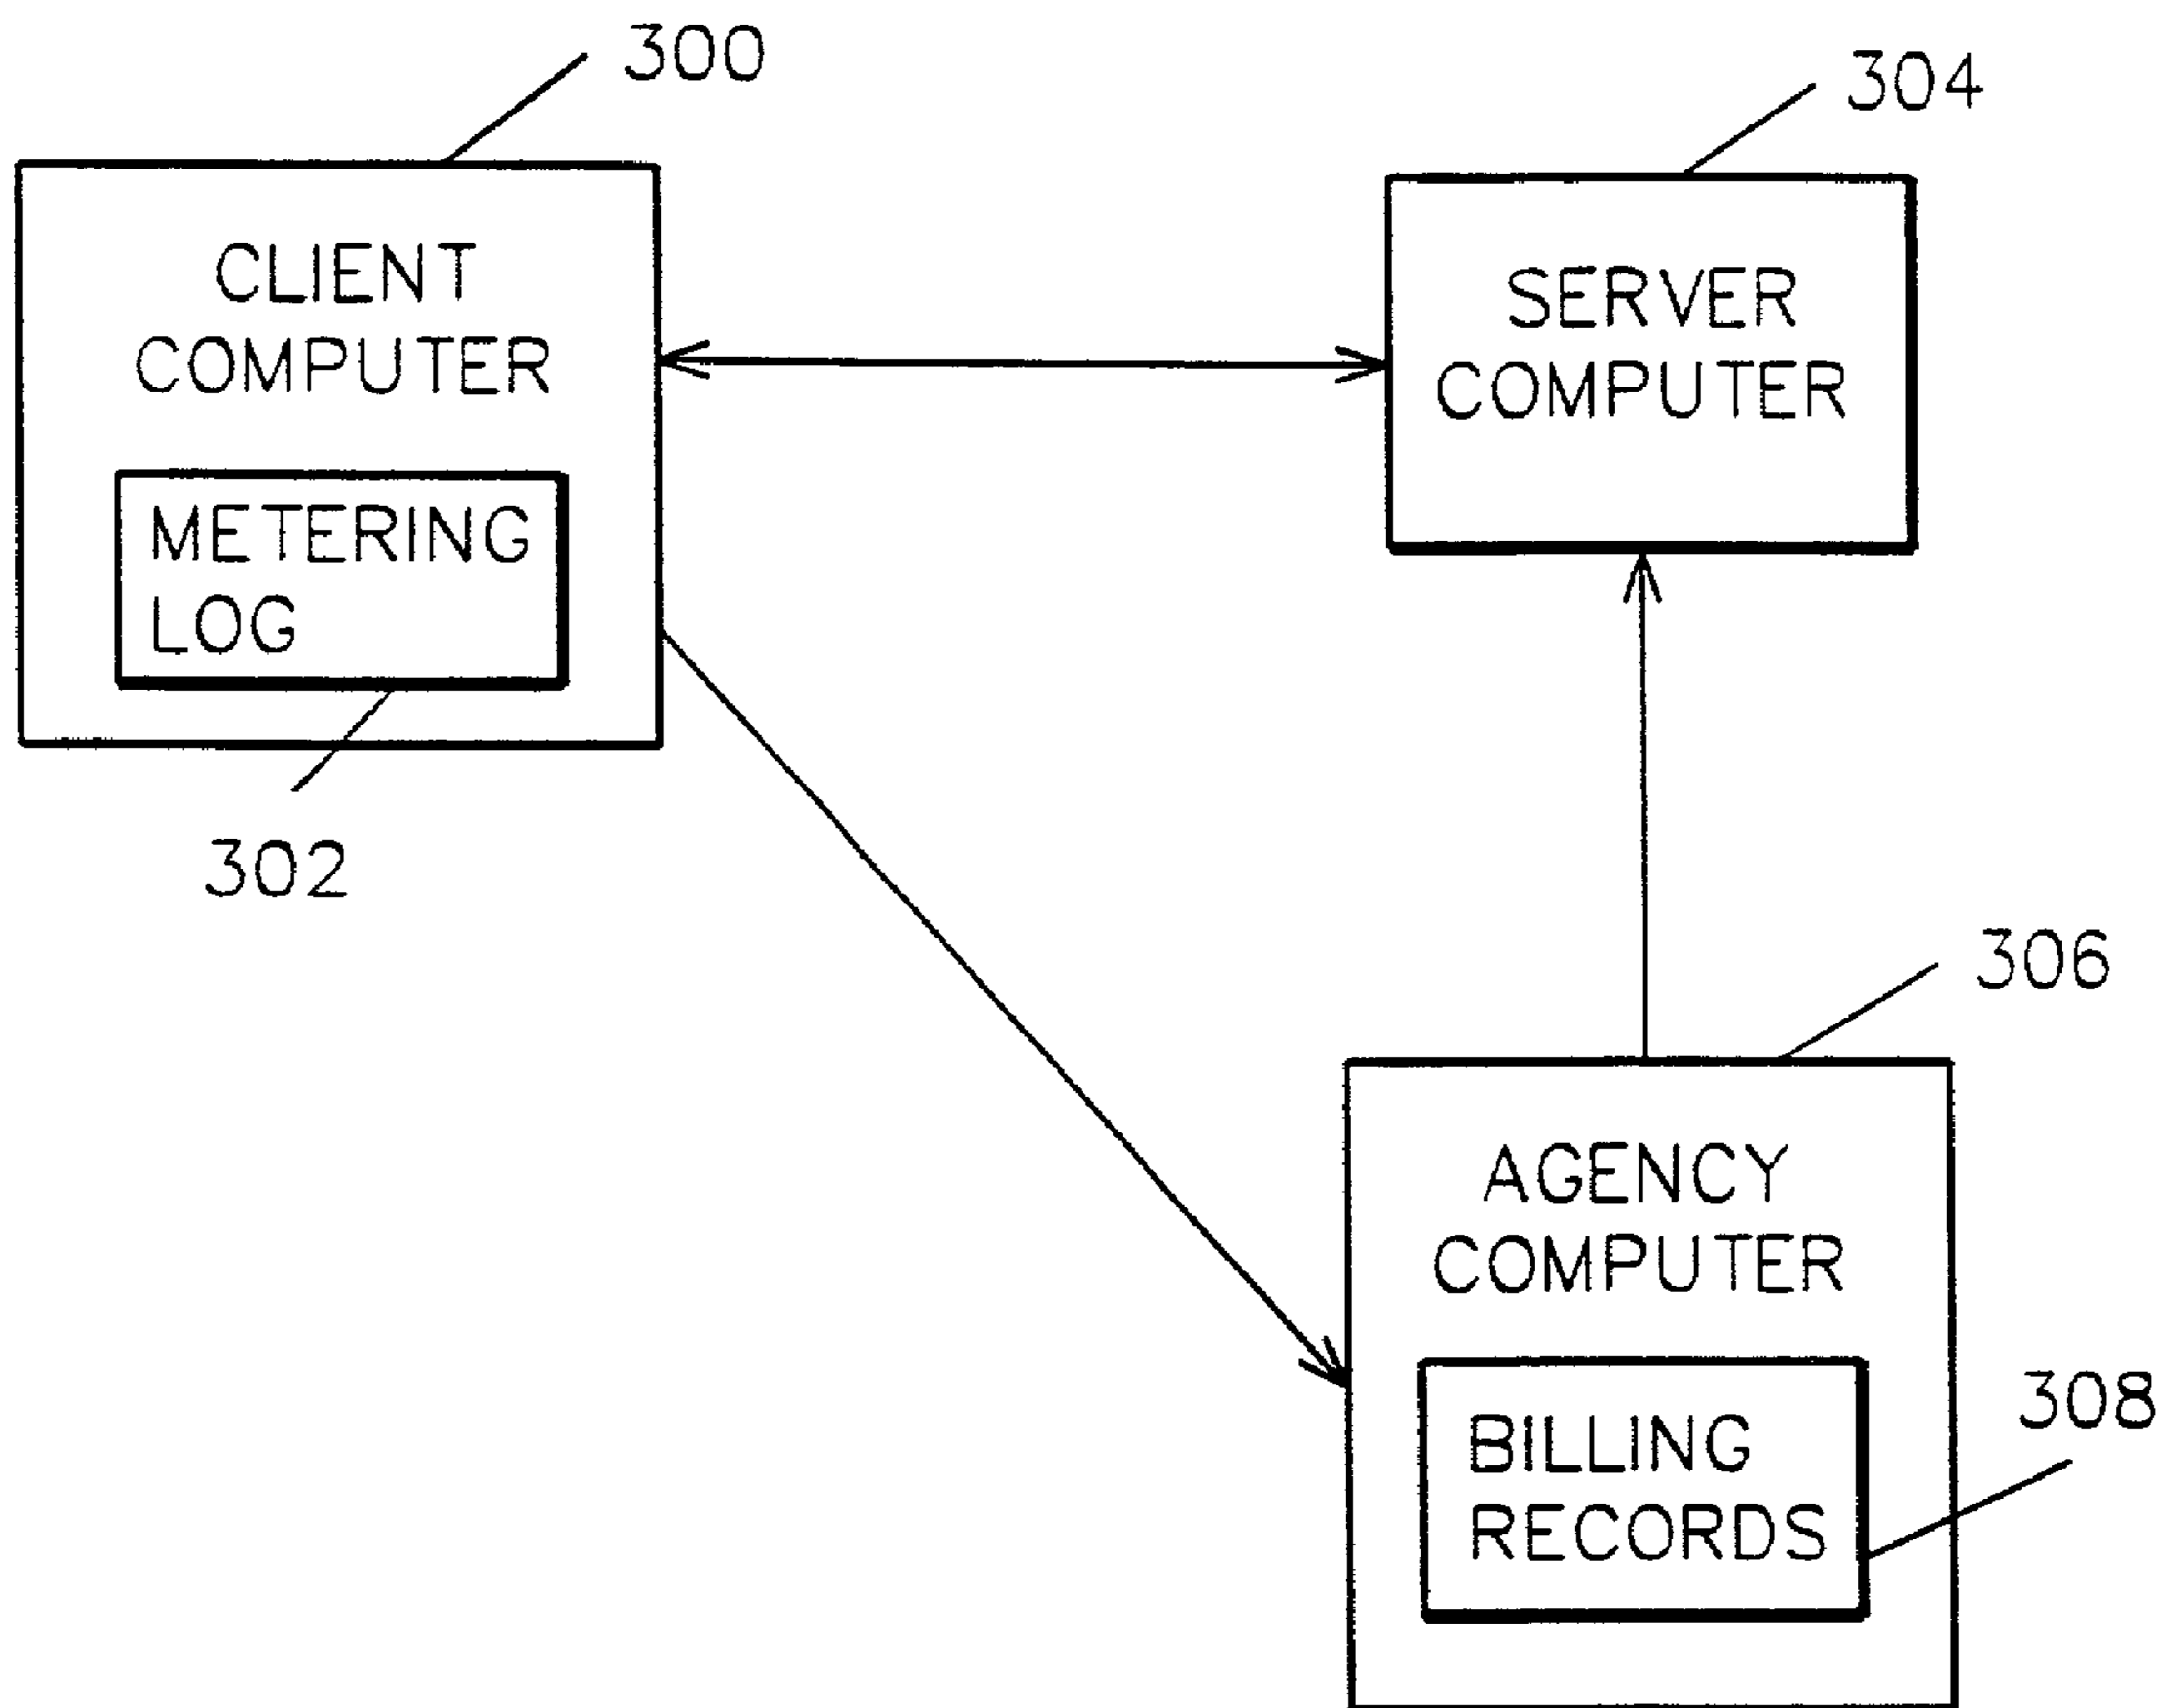 300
304
CLIENT
COMPUTER
SERVER
COMPUTER
METERING
LOG
302
306
AGENCY
COMPUTER
308
BILLING
RECORDS